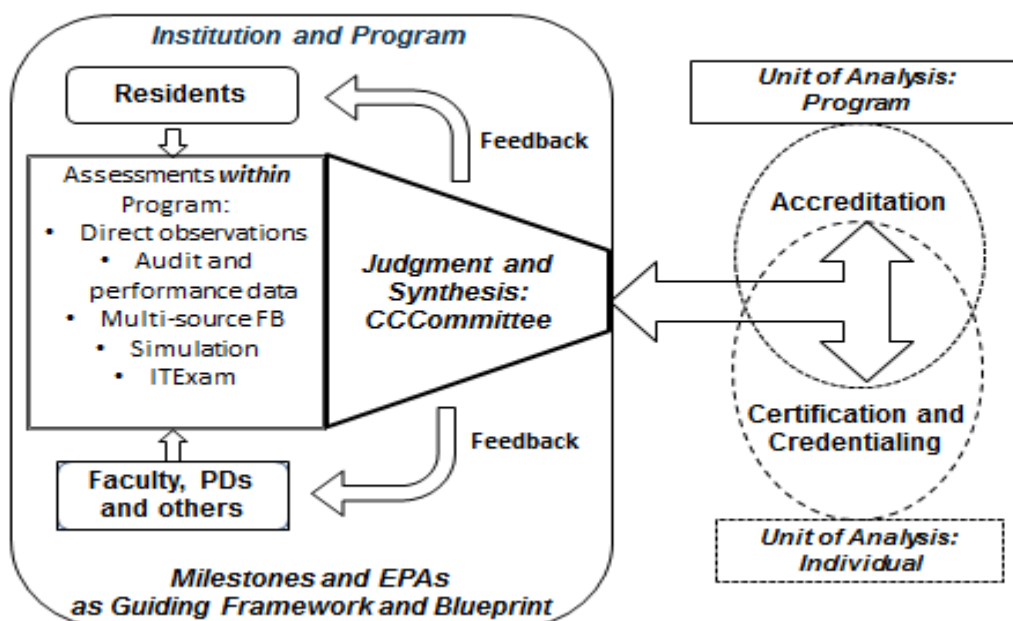 Institution and Program
Residents
Feedback
Assessments within
Program:
• Direct observations
• Audit and
performance data
• Multi-source FB
• Simulation
• ITExam
Judgment and
Synthesis:
CCCommittee
Feedback
Faculty, PDs
and others
Milestones and EPAs
as Guiding Framework and Blueprint
Unit of Analysis:
Program
Accreditation
Certification and
Credentialing
Unit of Analysis:
Individual